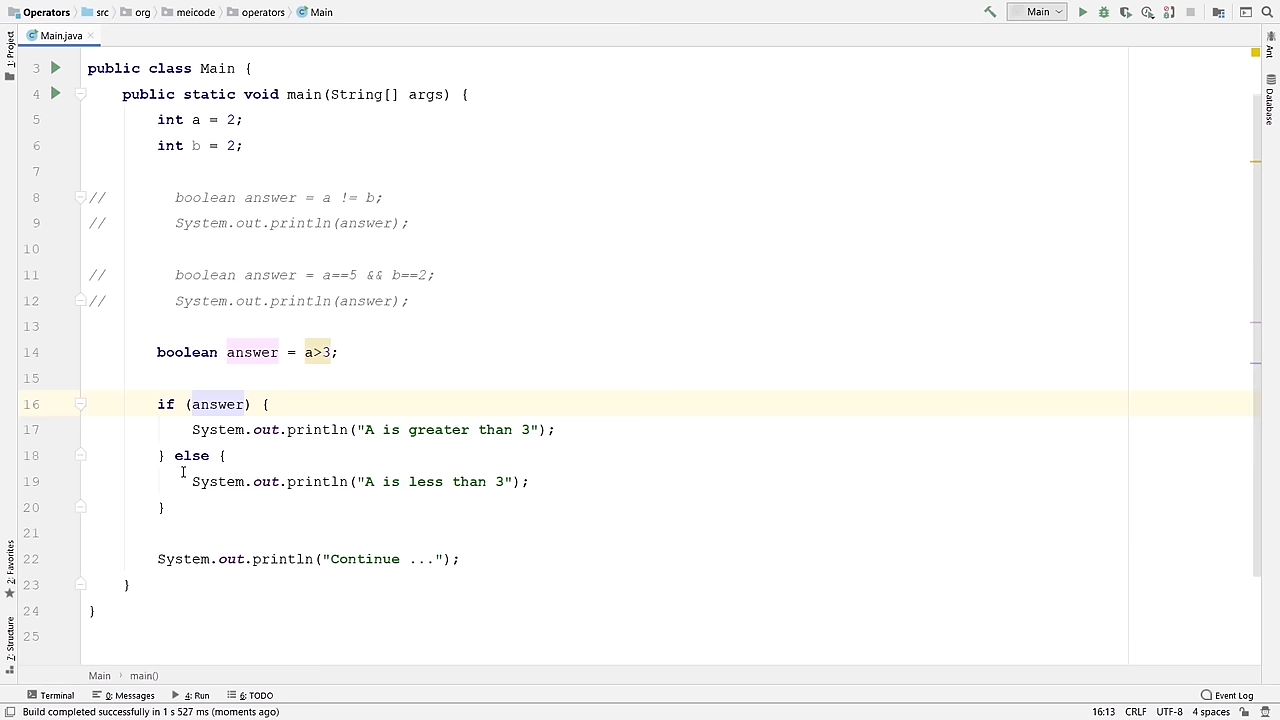 Operators › src › org › meicode › operators › Main
Main
Main.java
1: Project
Ant
Database
3 public class Main {
4     public static void main(String[] args) {
5         int a = 2;
6         int b = 2;
7
8 //        boolean answer = a != b;
9 //        System.out.println(answer);
10
11 //        boolean answer = a==5 && b==2;
12 //        System.out.println(answer);
13
14         boolean answer = a>3;
15
16         if (answer) {
17             System.out.println("A is greater than 3");
18         } else {
19             System.out.println("A is less than 3");
20         }
21
22         System.out.println("Continue ...");
23     }
24 }
25
2: Favorites
7: Structure
Main › main()
Terminal 0: Messages 4: Run 6: TODO Event Log
Build completed successfully in 1 s 527 ms (moments ago) 16:13 CRLF UTF-8 4 spaces